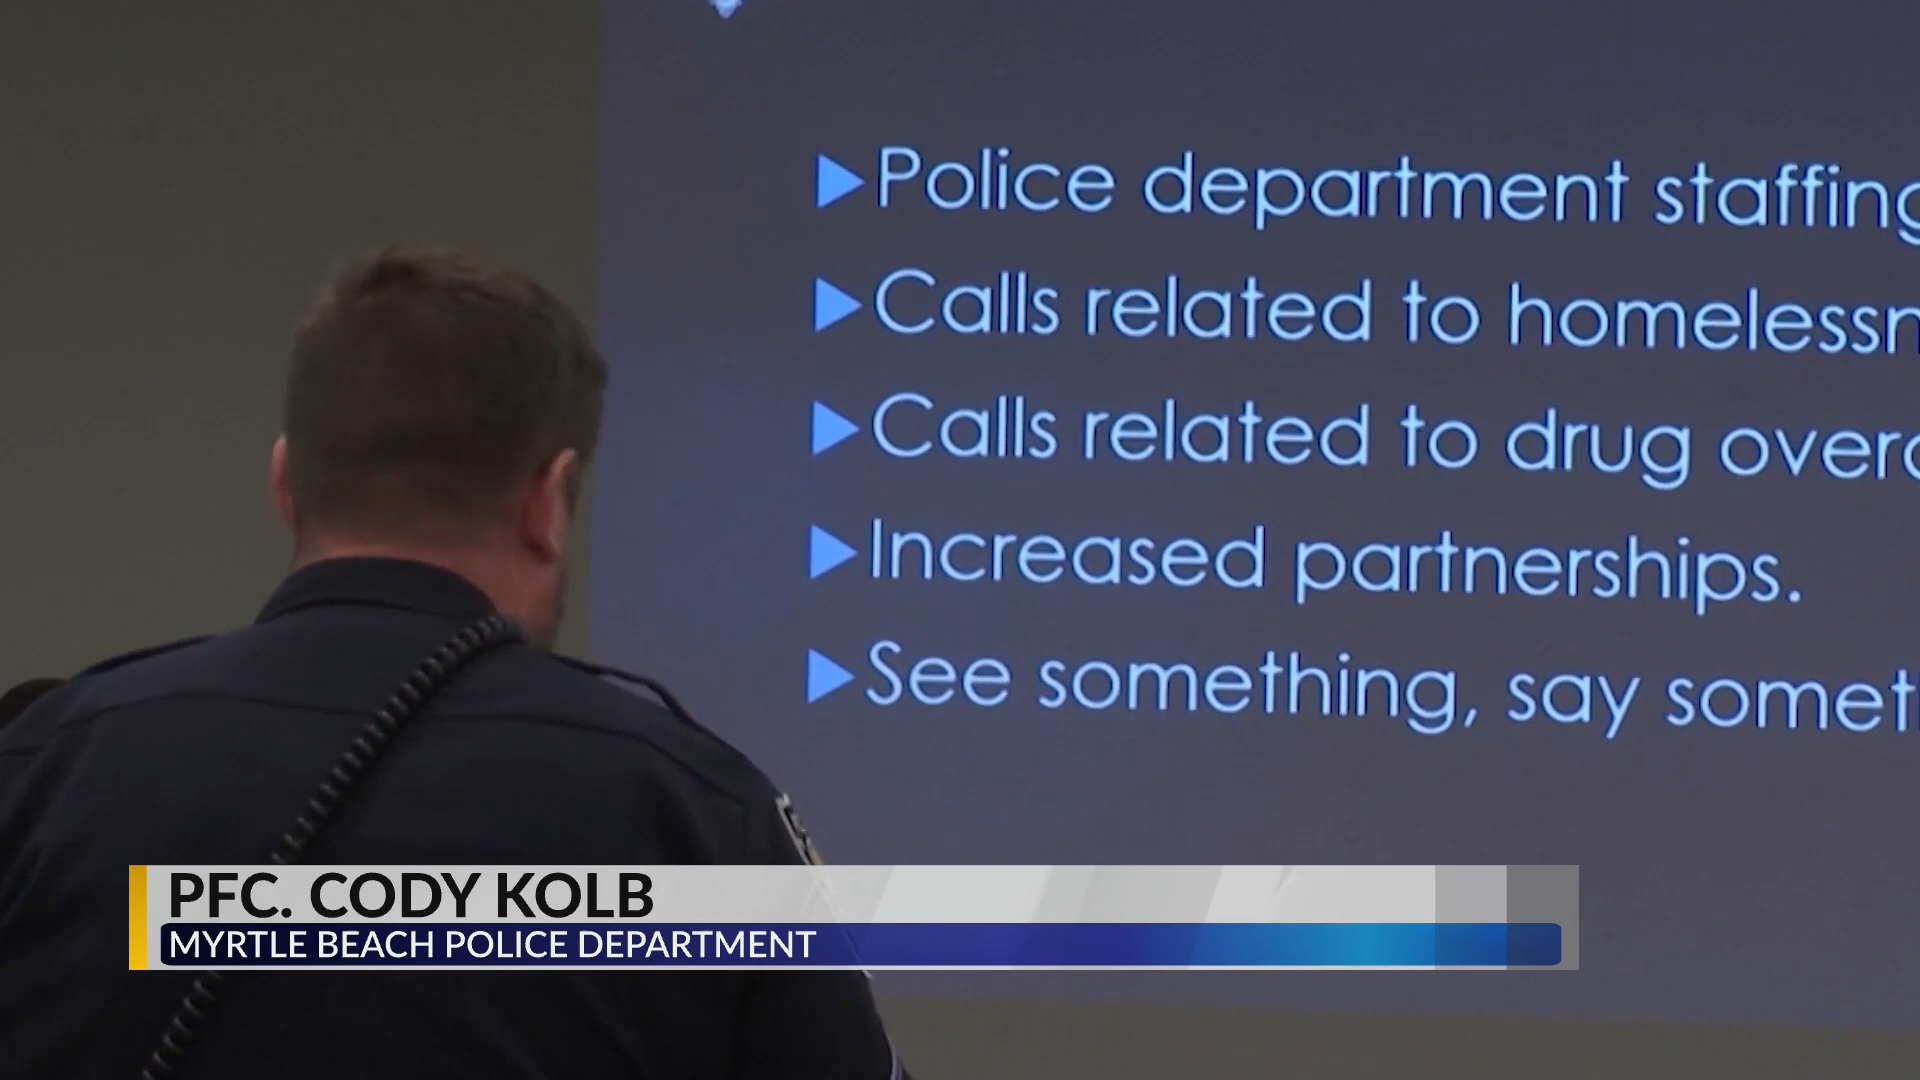 Police department staffing
Calls related to homelessn
Calls related to drug over
Increased partnerships.
See something, say somet
PFC. CODY KOLB
MYRTLE BEACH POLICE DEPARTMENT